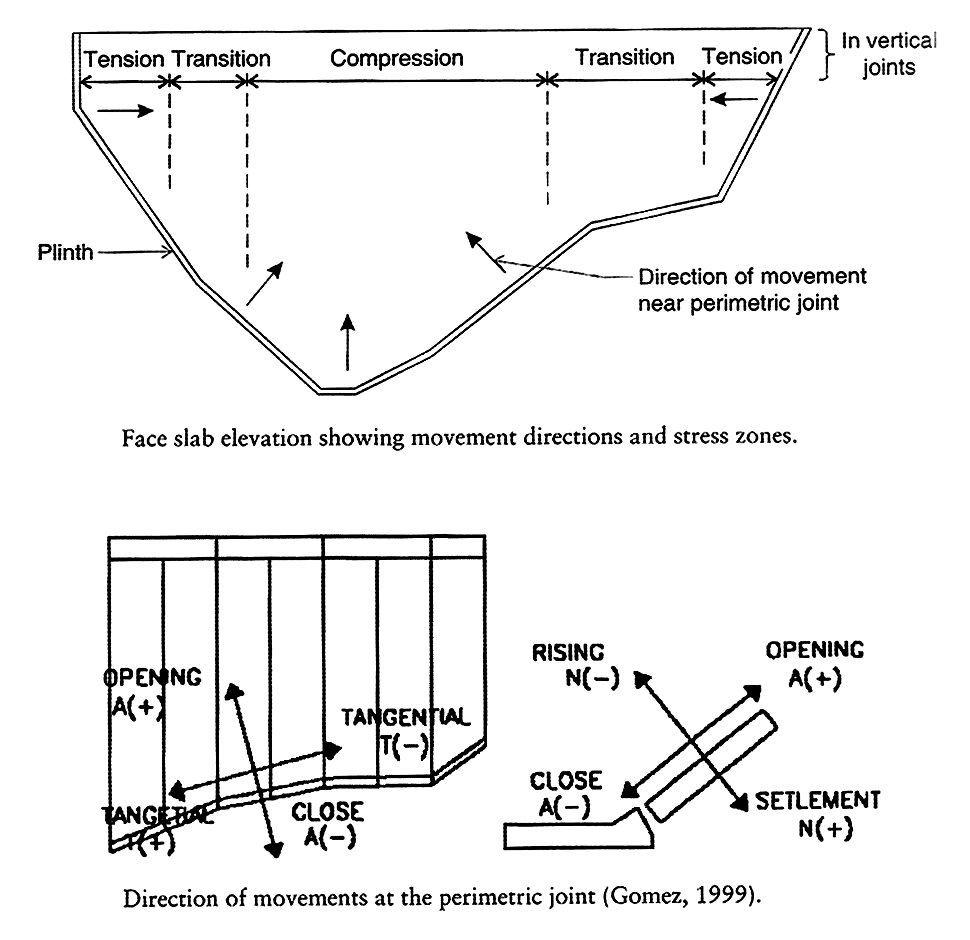 Tension Transition Compression Transition Tension
In vertical
joints
Plinth
Direction of movement
near perimetric joint
Face slab elevation showing movement directions and stress zones.
OPENING
A(+)
TANGENTIAL
T(-)
TANGETIAL
T(+)
CLOSE
A(-)
RISING
N(-)
OPENING
A(+)
CLOSE
A(-)
SETLEMENT
N(+)
Direction of movements at the perimetric joint (Gomez, 1999).